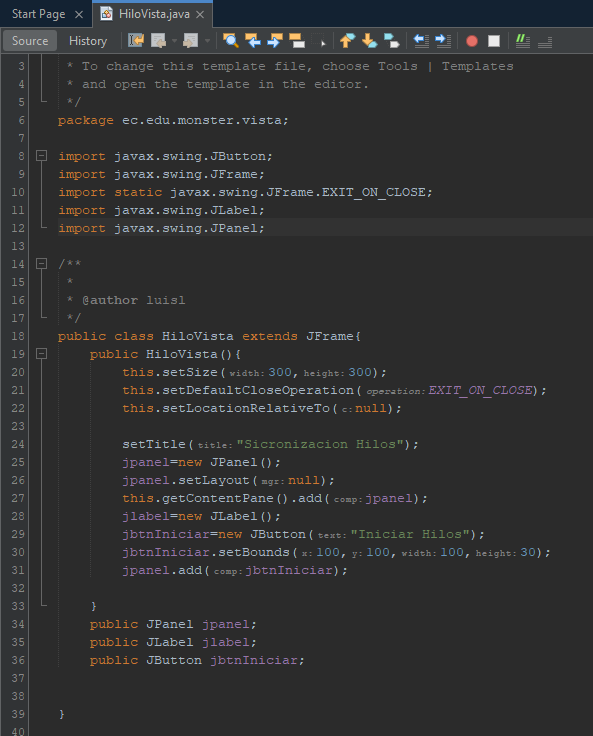 Start Page HiloVista.java
Source History
3 * To change this template file, choose Tools | Templates
4 * and open the template in the editor.
5 */
6 package ec.edu.monster.vista;
7
8 import javax.swing.JButton;
9 import javax.swing.JFrame;
10 import static javax.swing.JFrame.EXIT_ON_CLOSE;
11 import javax.swing.JLabel;
12 import javax.swing.JPanel;
13
14 /**
15 *
16 * @author luisl
17 */
18 public class HiloVista extends JFrame{
19 public HiloVista(){
20 this.setSize(width:300,height:300);
21 this.setDefaultCloseOperation(operation:EXIT_ON_CLOSE);
22 this.setLocationRelativeTo(c:null);
23
24 setTitle(title:"Sicronizacion Hilos");
25 jpanel=new JPanel();
26 jpanel.setLayout(mgr:null);
27 this.getContentPane().add(comp:jpanel);
28 jlabel=new JLabel();
29 jbtnIniciar=new JButton(text:"Iniciar Hilos");
30 jbtnIniciar.setBounds(x:100,y:100,width:100,height:30);
31 jpanel.add(comp:jbtnIniciar);
32
33 }
34 public JPanel jpanel;
35 public JLabel jlabel;
36 public JButton jbtnIniciar;
37
38
39 }
40